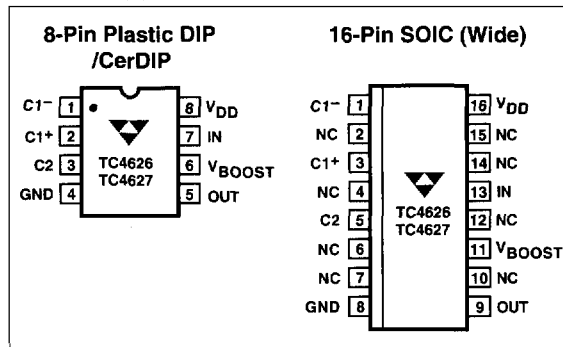 8-Pin Plastic DIP
/CerDIP
C1– 1
C1+ 2
C2 3
GND 4
8 VDD
7 IN
6 VBOOST
5 OUT
TC4626
TC4627
16-Pin SOIC (Wide)
C1– 1
NC 2
C1+ 3
NC 4
C2 5
NC 6
NC 7
GND 8
16 VDD
15 NC
14 NC
13 IN
12 NC
11 VBOOST
10 NC
9 OUT
TC4626
TC4627